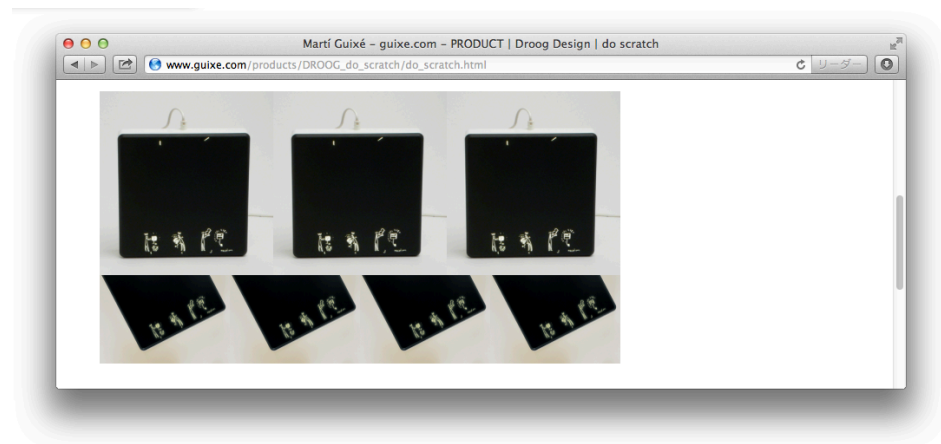 Martí Guixé – guixe.com – PRODUCT | Droog Design | do scratch
www.guixe.com/products/DROOG_do_scratch/do_scratch.html
リーダー